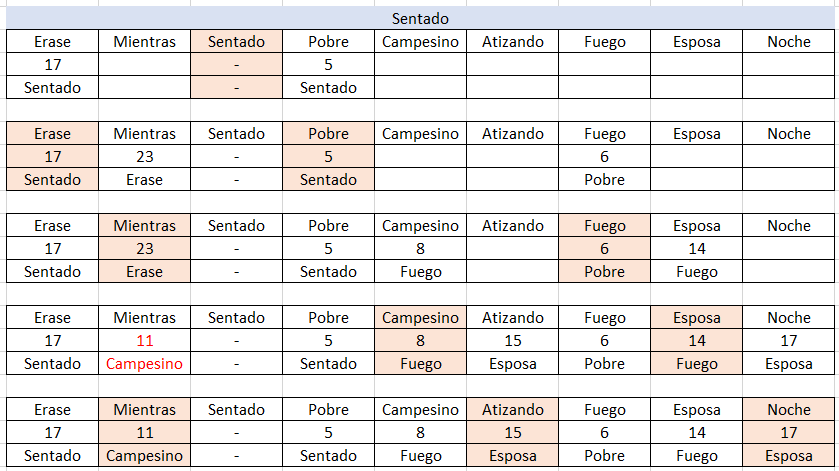 Sentado
Erase Mientras Sentado Pobre Campesino Atizando Fuego Esposa Noche
17 - 5
Sentado - Sentado
Erase Mientras Sentado Pobre Campesino Atizando Fuego Esposa Noche
17 23 - 5 6
Sentado Erase - Sentado Pobre
Erase Mientras Sentado Pobre Campesino Atizando Fuego Esposa Noche
17 23 - 5 8 6 14
Sentado Erase - Sentado Fuego Pobre Fuego
Erase Mientras Sentado Pobre Campesino Atizando Fuego Esposa Noche
17 11 - 5 8 15 6 14 17
Sentado Campesino - Sentado Fuego Esposa Pobre Fuego Esposa
Erase Mientras Sentado Pobre Campesino Atizando Fuego Esposa Noche
17 11 - 5 8 15 6 14 17
Sentado Campesino - Sentado Fuego Esposa Pobre Fuego Esposa